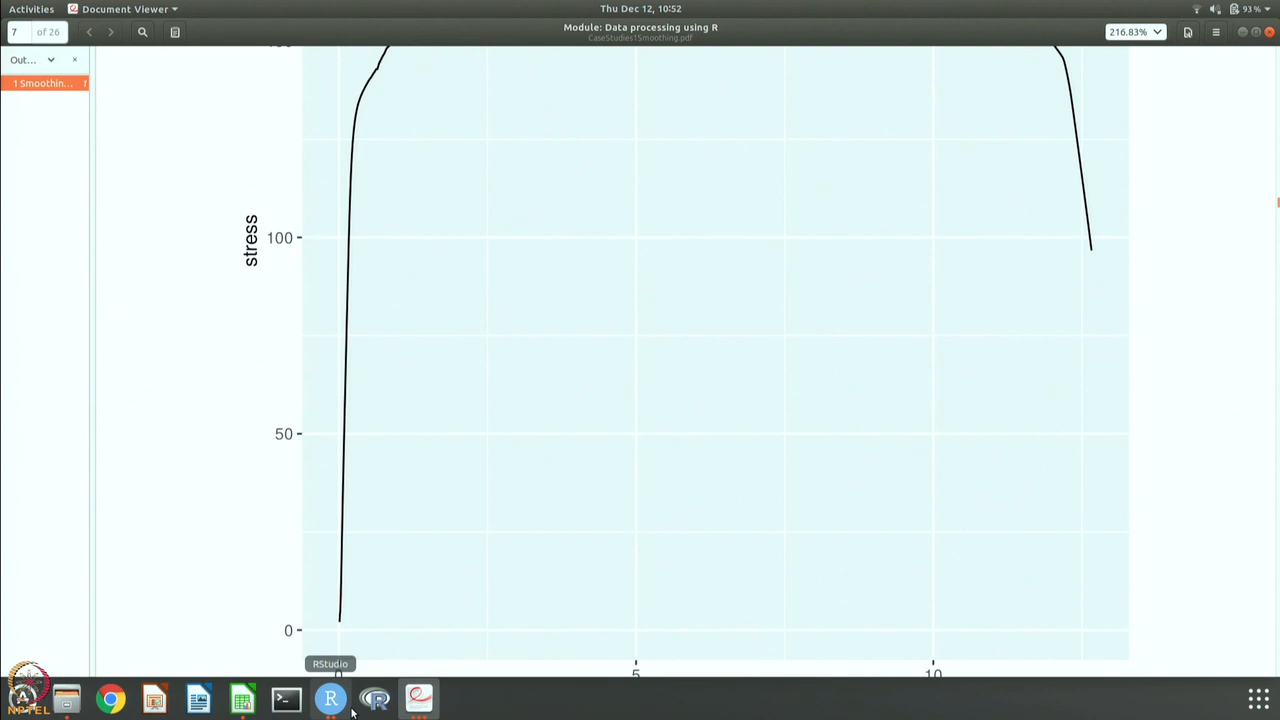 Activities
Document Viewer
Thu Dec 12, 10:52
93 %
7
of 26
Module: Data processing using R
CaseStudies1Smoothing.pdf
216.83%
Out...
1 Smoothin...
stress
100
50
0
5
10
RStudio
NPTEL